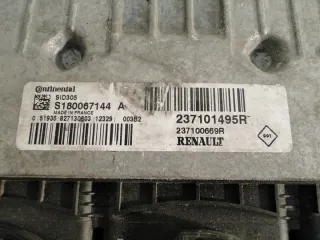 Continental
SID305
S180067144 A
MADE IN FRANCE
237101495R
237100669R
RENAULT